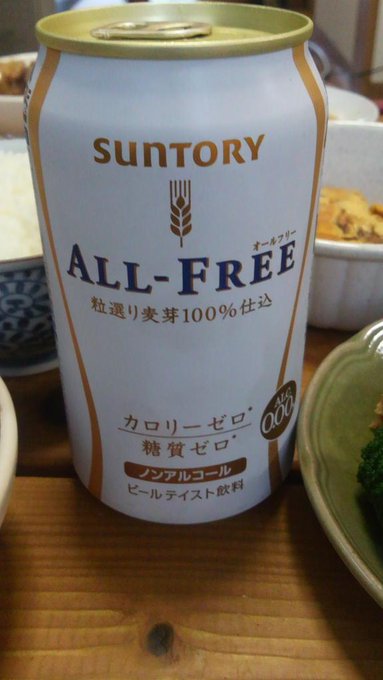 SUNTORY
オールフリー
ALL-FREE
粒選り麦芽100%仕込
カロリーゼロ*
糖質ゼロ*
ALC.
0.00%
ノンアルコール
ビールテイスト飲料